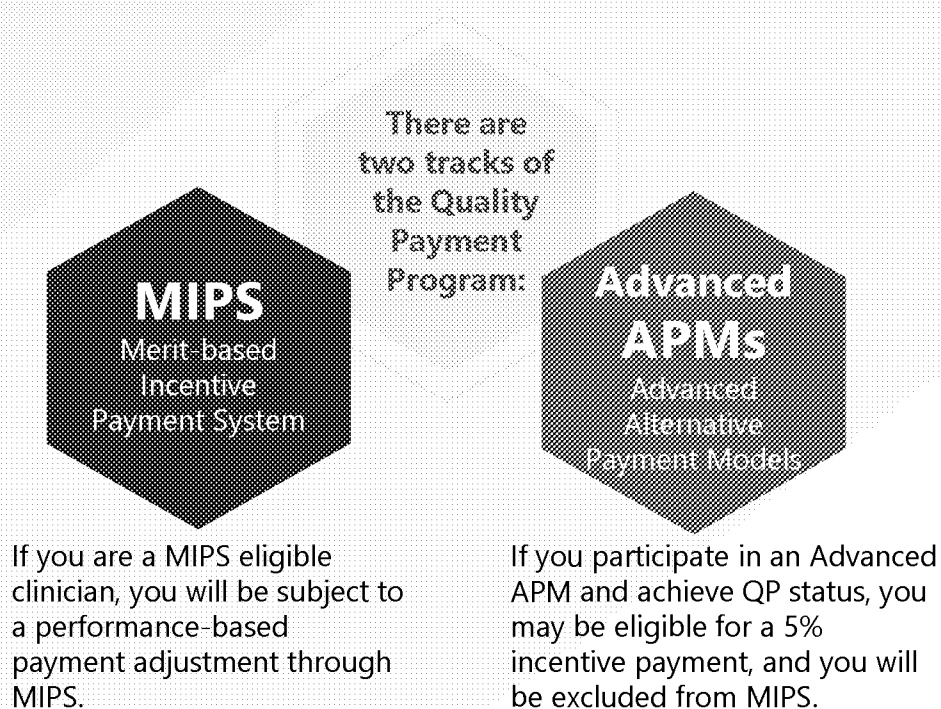 There are
two tracks of
the Quality
Payment
Program:
MIPS
Merit-based
Incentive
Payment System
Advanced
APMs
Advanced
Alternative
Payment Models
If you are a MIPS eligible
clinician, you will be subject to
a performance-based
payment adjustment through
MIPS.
If you participate in an Advanced
APM and achieve QP status, you
may be eligible for a 5%
incentive payment, and you will
be excluded from MIPS.